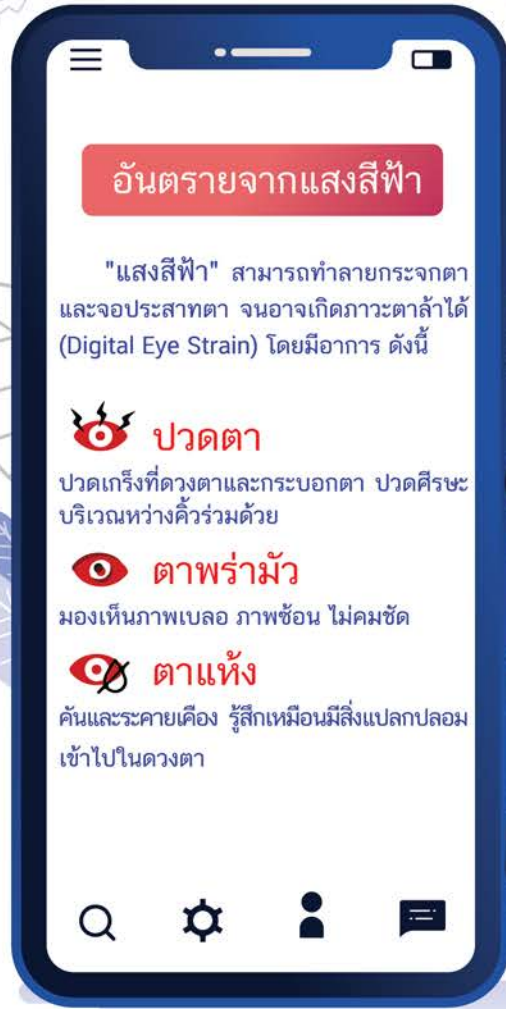 อันตรายจากแสงสีฟ้า
"แสงสีฟ้า" สามารถทำลายกระจกตา
และจอประสาทตา จนอาจเกิดภาวะตาล้าได้
(Digital Eye Strain) โดยมีอาการ ดังนี้
ปวดตา
ปวดเกร็งที่ดวงตาและกระบอกตา ปวดศีรษะ
บริเวณหว่างคิ้วร่วมด้วย
ตาพร่ามัว
มองเห็นภาพเบลอ ภาพซ้อน ไม่คมชัด
ตาแห้ง
คันและระคายเคือง รู้สึกเหมือนมีสิ่งแปลกปลอม
เข้าไปในดวงตา